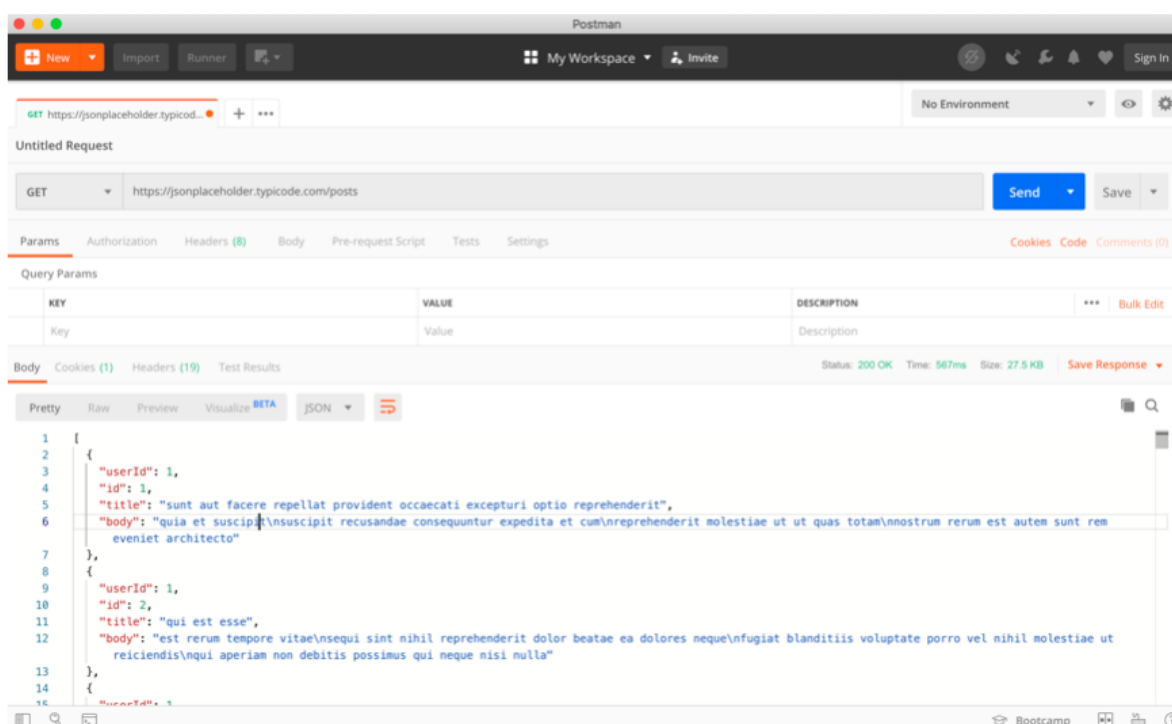 Postman
New Import Runner My Workspace Invite Sign In
GET https://jsonplaceholder.typicod... + ••• No Environment
Untitled Request
GET https://jsonplaceholder.typicode.com/posts Send Save
Params Authorization Headers (8) Body Pre-request Script Tests Settings Cookies Code Comments (0)
Query Params
KEY VALUE DESCRIPTION ••• Bulk Edit
Key Value Description
Body Cookies (1) Headers (19) Test Results Status: 200 OK Time: 567ms Size: 27.5 KB Save Response
Pretty Raw Preview Visualize BETA JSON
1 [
2 {
3 "userId": 1,
4 "id": 1,
5 "title": "sunt aut facere repellat provident occaecati excepturi optio reprehenderit",
6 "body": "quia et suscipit\nsuscipit recusandae consequuntur expedita et cum\nreprehenderit molestiae ut ut quas totam\nnostrum rerum est autem sunt rem
eveniet architecto"
7 },
8 {
9 "userId": 1,
10 "id": 2,
11 "title": "qui est esse",
12 "body": "est rerum tempore vitae\nsequi sint nihil reprehenderit dolor beatae ea dolores neque\nfugiat blanditiis voluptate porro vel nihil molestiae ut
reiciendis\nqui aperiam non debitis possimus qui neque nisi nulla"
13 },
14 {
15 "userId": 1
Bootcamp